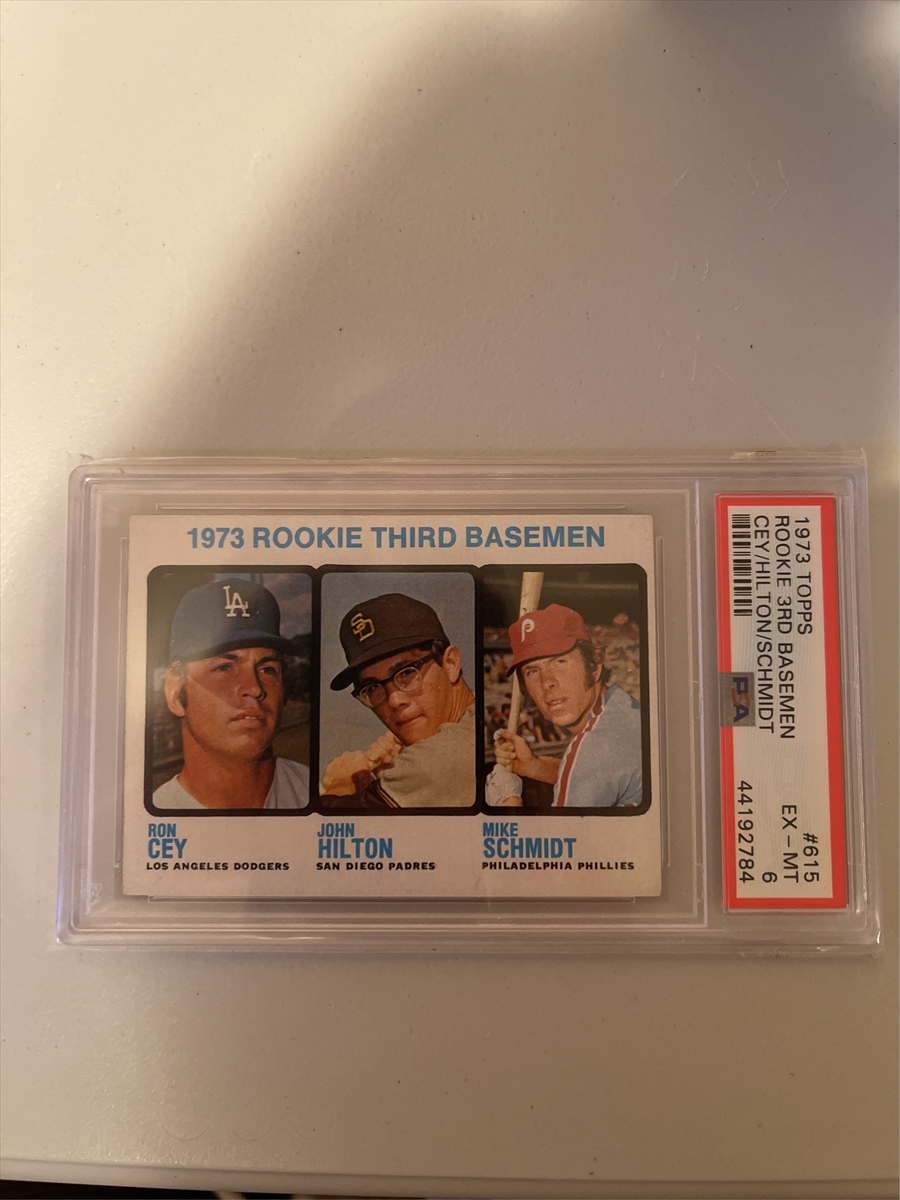 1973 ROOKIE THIRD BASEMEN
LA
SD
P
RON
CEY
LOS ANGELES DODGERS
JOHN
HILTON
SAN DIEGO PADRES
MIKE
SCHMIDT
PHILADELPHIA PHILLIES
1973 TOPPS #615
ROOKIE 3RD BASEMEN EX-MT
CEY/HILTON/SCHMIDT 6
PSA 44192784